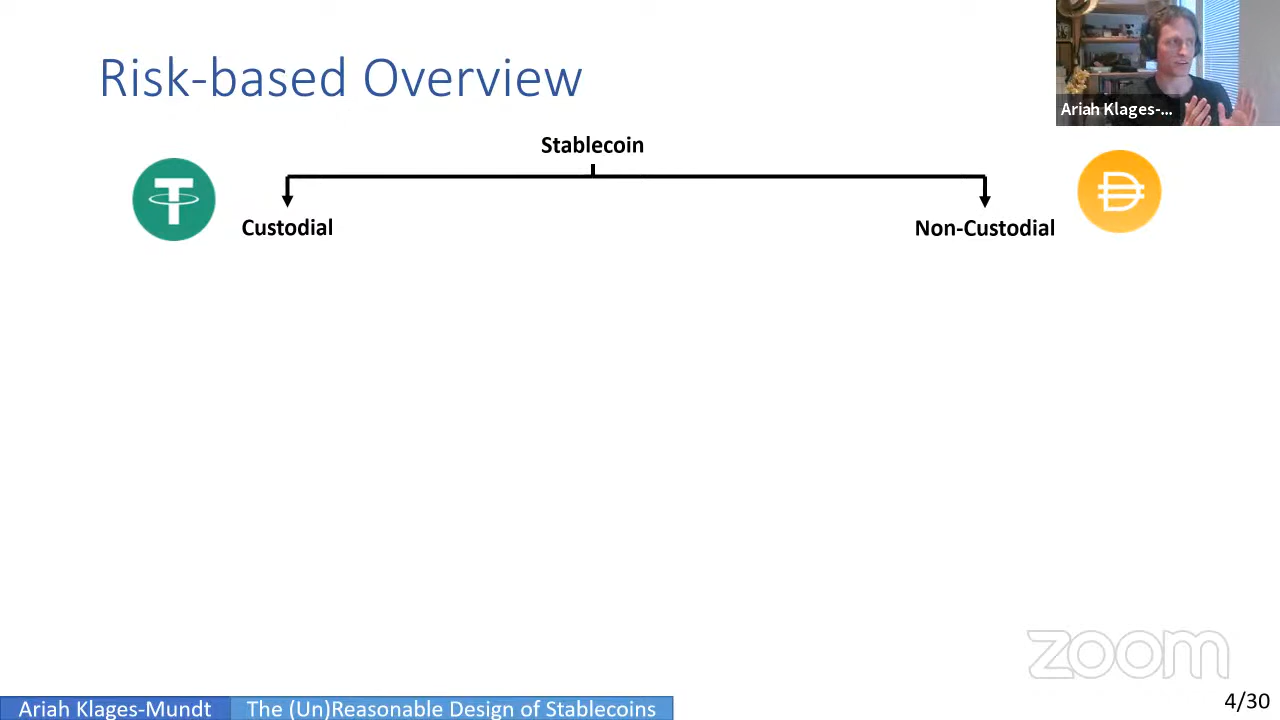 Risk-based Overview
Ariah Klages-...
Stablecoin
Custodial
Non-Custodial
zoom
Ariah Klages-Mundt
The (Un)Reasonable Design of Stablecoins
4/30